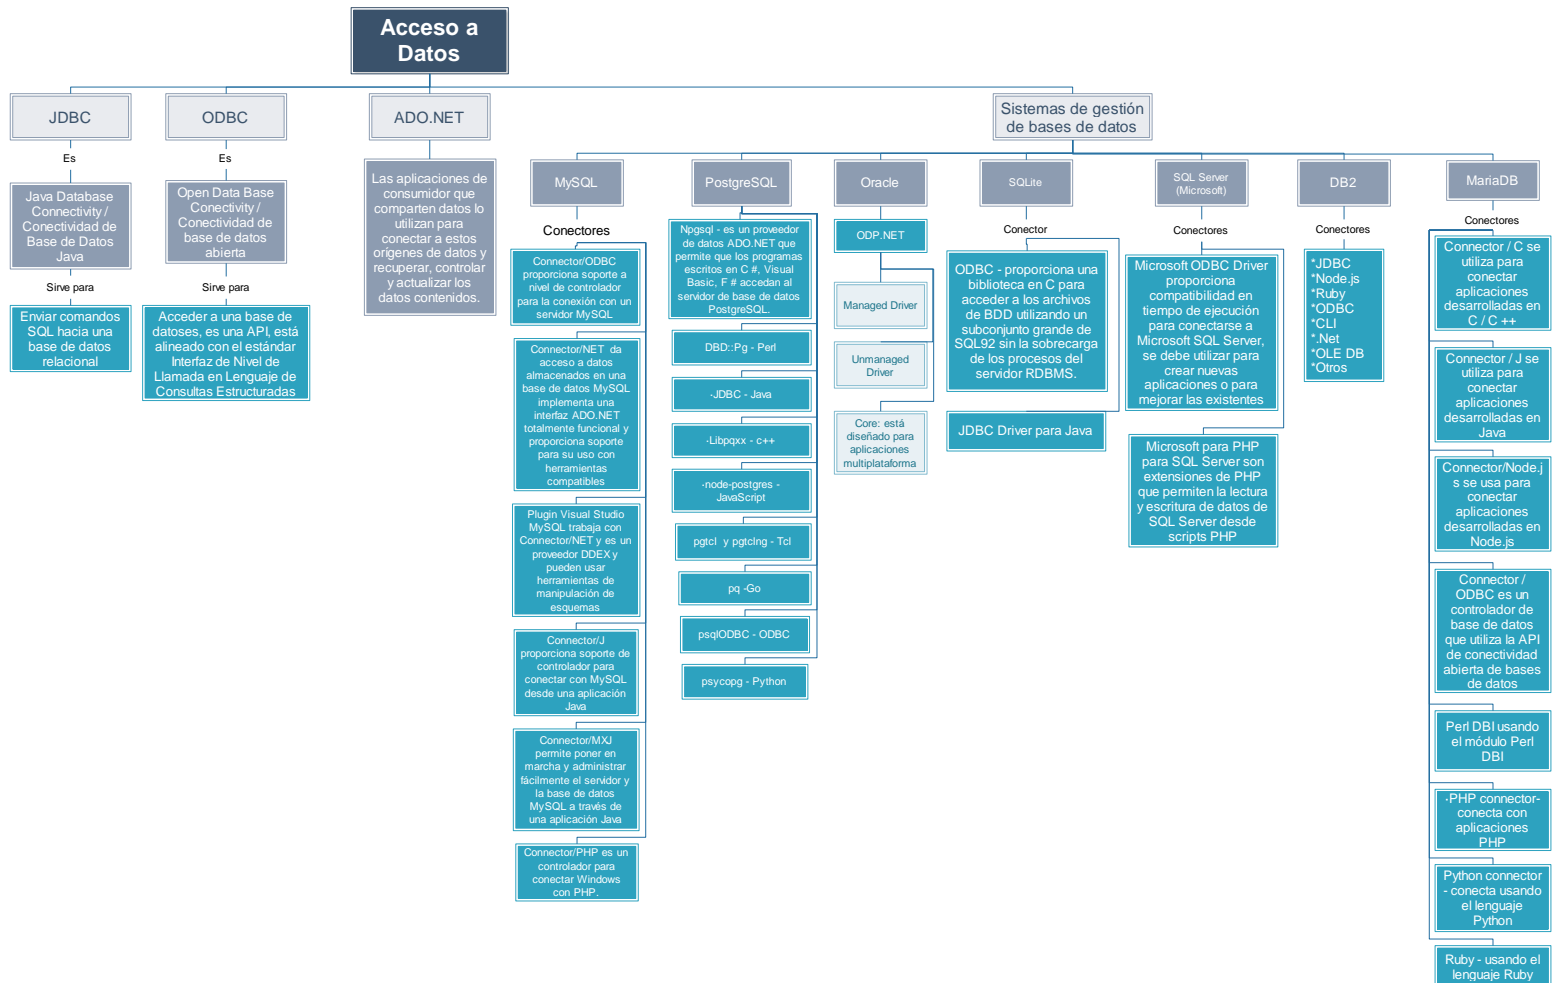 Acceso a
Datos
JDBC
Es
Java Database
Connectivity /
Conectividad de
Base de Datos
Java
Sirve para
Enviar comandos
SQL hacia una
base de datos
relacional
ODBC
Es
Open Data Base
Conectivity /
Conectividad de
base de datos
abierta
Sirve para
Acceder a una base de
datoses, es una API, está
alineado con el estándar
Interfaz de Nivel de
Llamada en Lenguaje de
Consultas Estructuradas
ADO.NET
Las aplicaciones de
consumidor que
comparten datos lo
utilizan para
conectar a estos
orígenes de datos y
recuperar, controlar
y actualizar los
datos contenidos.
Sistemas de gestión
de bases de datos
MySQL
Conectores
Connector/ODBC
proporciona soporte a
nivel de controlador
para la conexión con un
servidor MySQL
Connector/NET da
acceso a datos
almacenados en una
base de datos MySQL
implementa una
interfaz ADO.NET
totalmente funcional y
proporciona soporte
para su uso con
herramientas
compatibles
Plugin Visual Studio
MySQL trabaja con
Connector/NET y es un
proveedor DDEX y
pueden usar
herramientas de
manipulación de
esquemas
Connector/J
proporciona soporte de
controlador para
conectar con MySQL
desde una aplicación
Java
Connector/MXJ
permite poner en
marcha y administrar
fácilmente el servidor y
la base de datos
MySQL a través de
una aplicación Java
Connector/PHP es un
controlador para
conectar Windows
con PHP.
PostgreSQL
Npgsql - es un proveedor
de datos ADO.NET que
permite que los programas
escritos en C #, Visual
Basic, F # accedan al
servidor de base de datos
PostgreSQL.
DBD::Pg - Perl
·JDBC - Java
·Libpqxx - c++
·node-postgres -
JavaScript
pgtcl y pgtclng - Tcl
pq -Go
psqlODBC - ODBC
psycopg - Python
Oracle
ODP.NET
Managed Driver
Unmanaged
Driver
Core: está
diseñado para
aplicaciones
multiplataforma
SQLite
Conector
ODBC - proporciona una
biblioteca en C para
acceder a los archivos
de BDD utilizando un
subconjunto grande de
SQL92 sin la sobrecarga
de los procesos del
servidor RDBMS.
JDBC Driver para Java
SQL Server
(Microsoft)
Conectores
Microsoft ODBC Driver
proporciona
compatibilidad en
tiempo de ejecución
para conectarse a
Microsoft SQL Server,
se debe utilizar para
crear nuevas
aplicaciones o para
mejorar las existentes
Microsoft para PHP
para SQL Server son
extensiones de PHP
que permiten la lectura
y escritura de datos de
SQL Server desde
scripts PHP
DB2
Conectores
*JDBC
*Node.js
*Ruby
*ODBC
*CLI
*.Net
*OLE DB
*Otros
MariaDB
Conectores
Connector / C se
utiliza para
conectar
aplicaciones
desarrolladas en
C / C ++
Connector / J se
utiliza para
conectar
aplicaciones
desarrolladas en
Java
Connector/Node.j
s se usa para
conectar
aplicaciones
desarrolladas en
Node.js
Connector /
ODBC es un
controlador de
base de datos
que utiliza la API
de conectividad
abierta de bases
de datos
Perl DBI usando
el módulo Perl
DBI
·PHP connector-
conecta con
aplicaciones
PHP
Python connector
- conecta usando
el lenguaje
Python
Ruby - usando el
lenguaje Ruby